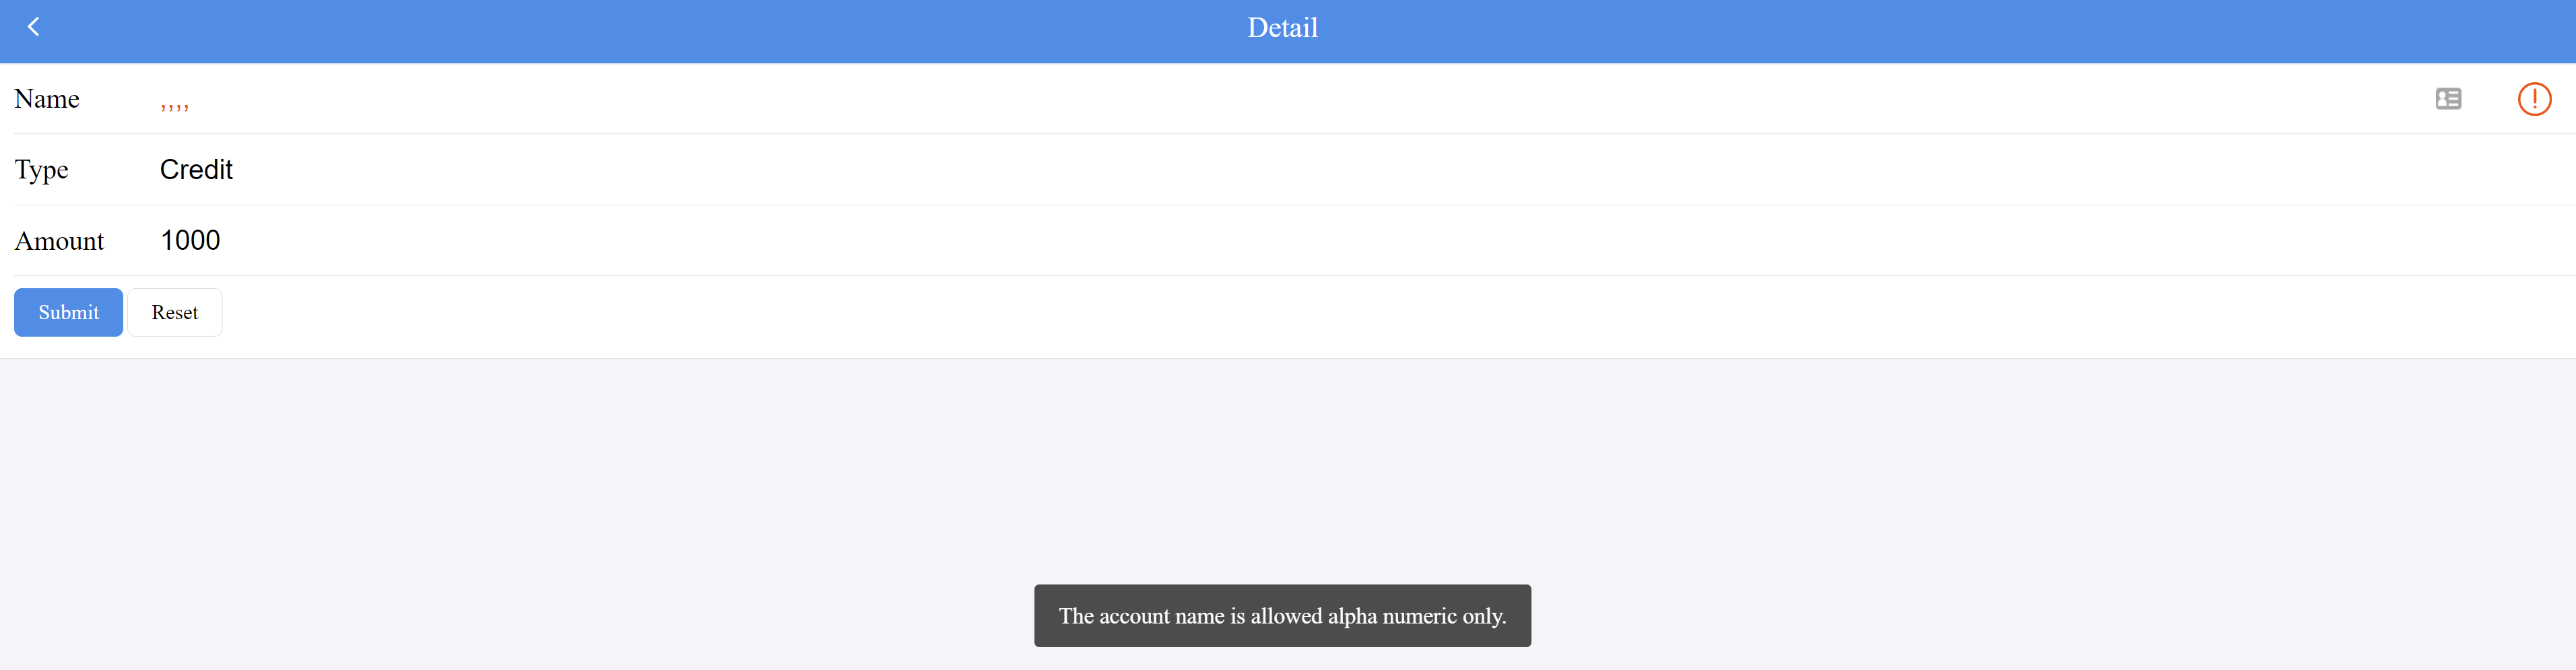 Detail
Name ,,,,
Type Credit
Amount 1000
Submit Reset
The account name is allowed alpha numeric only.